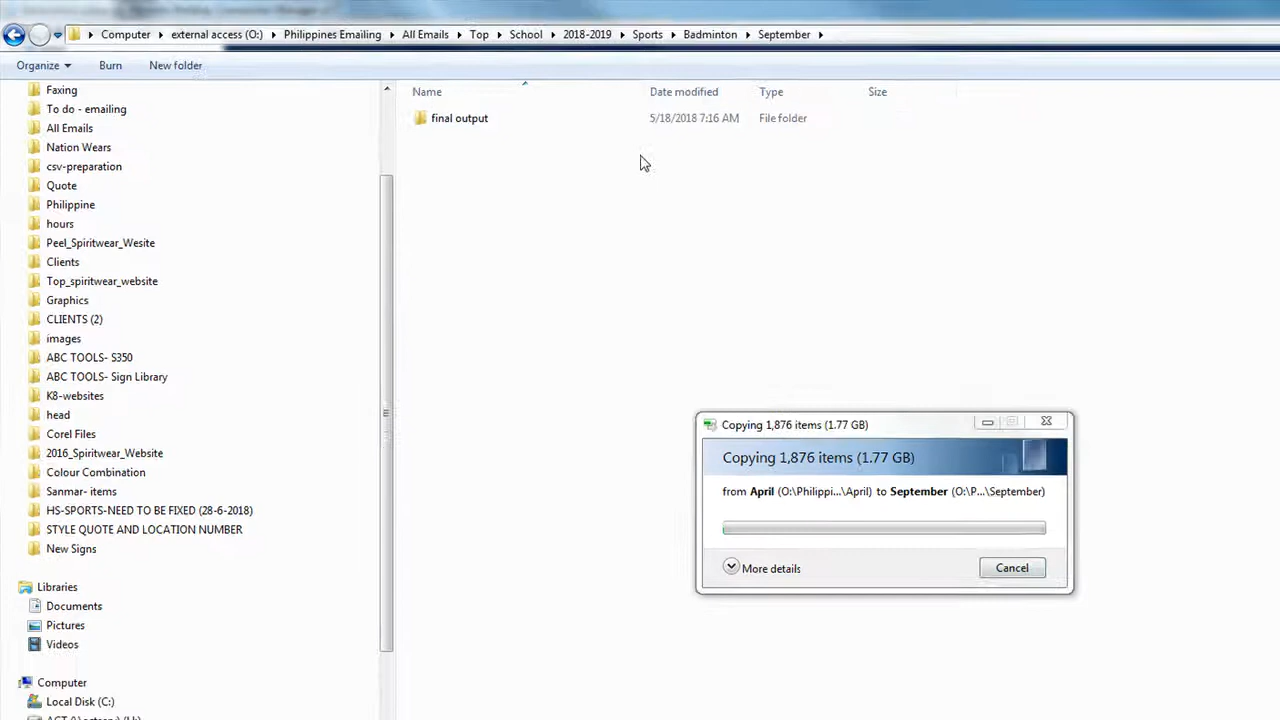 Computer external access (O:) Philippines Emailing All Emails Top School 2018-2019 Sports Badminton September
Organize Burn New folder
Name Date modified Type Size
final output 5/18/2018 7:16 AM File folder
Faxing
To do - emailing
All Emails
Nation Wears
csv-preparation
Quote
Philippine
hours
Peel_Spiritwear_Wesite
Clients
Top_spiritwear_website
Graphics
CLIENTS (2)
images
ABC TOOLS- S350
ABC TOOLS- Sign Library
K8-websites
head
Corel Files
2016_Spiritwear_Website
Colour Combination
Sanmar- items
HS-SPORTS-NEED TO BE FIXED (28-6-2018)
STYLE QUOTE AND LOCATION NUMBER
New Signs
Libraries
Documents
Pictures
Videos
Computer
Local Disk (C:)
Copying 1,876 items (1.77 GB)
Copying 1,876 items (1.77 GB)
from April (O:\Philippi...\April) to September (O:\P...\September)
More details Cancel